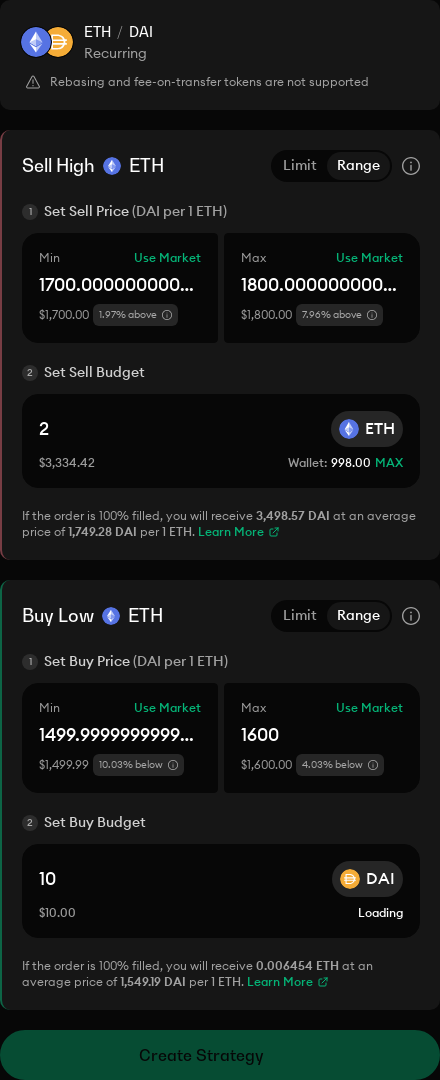 ETH / DAI
Recurring
Rebasing and fee-on-transfer tokens are not supported
Sell High ETH
Limit Range
1 Set Sell Price (DAI per 1 ETH)
Min Use Market Max Use Market
1700.000000000... 1800.000000000...
$1,700.00 1.97% above $1,800.00 7.96% above
2 Set Sell Budget
2 ETH
$3,334.42 Wallet: 998.00 MAX
If the order is 100% filled, you will receive 3,498.57 DAI at an average
price of 1,749.28 DAI per 1 ETH. Learn More
Buy Low ETH
Limit Range
1 Set Buy Price (DAI per 1 ETH)
Min Use Market Max Use Market
1499.9999999999... 1600
$1,499.99 10.03% below $1,600.00 4.03% below
2 Set Buy Budget
10 DAI
$10.00 Loading
If the order is 100% filled, you will receive 0.006454 ETH at an
average price of 1,549.19 DAI per 1 ETH. Learn More
Create Strategy